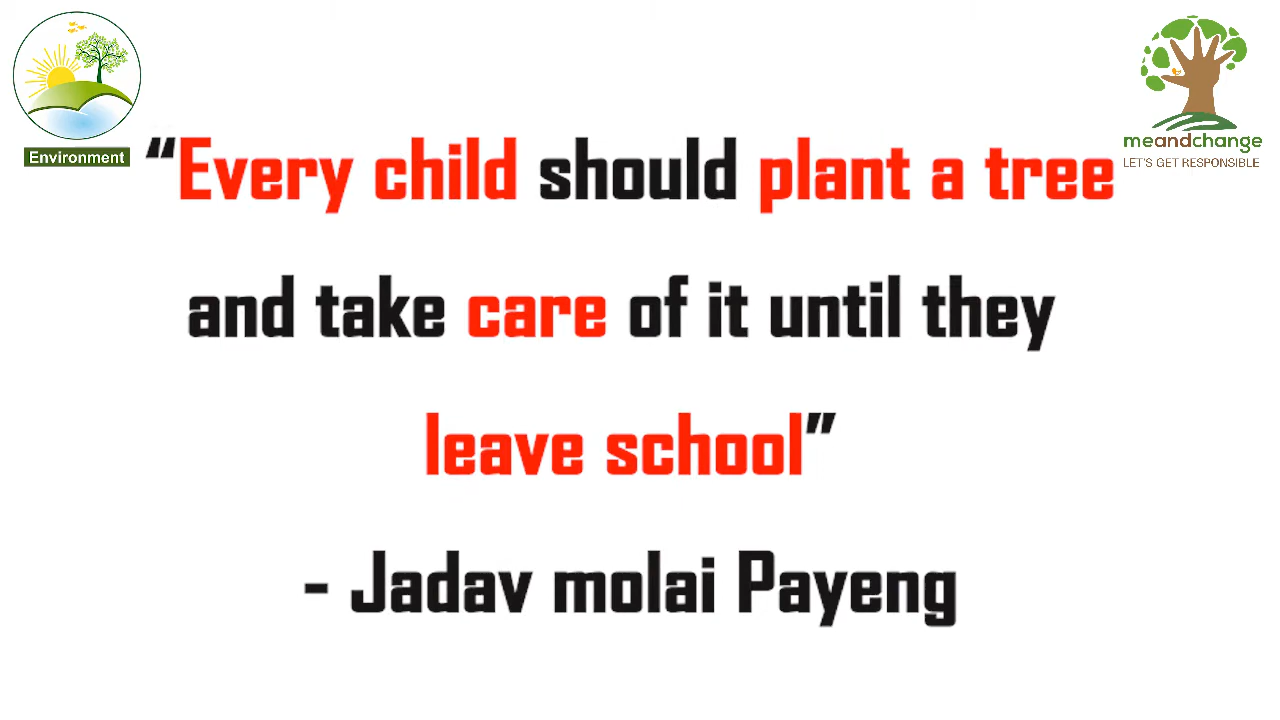 Environment
meandchange
LET'S GET RESPONSIBLE
“Every child should plant a tree
and take care of it until they
leave school”
- Jadav molai Payeng